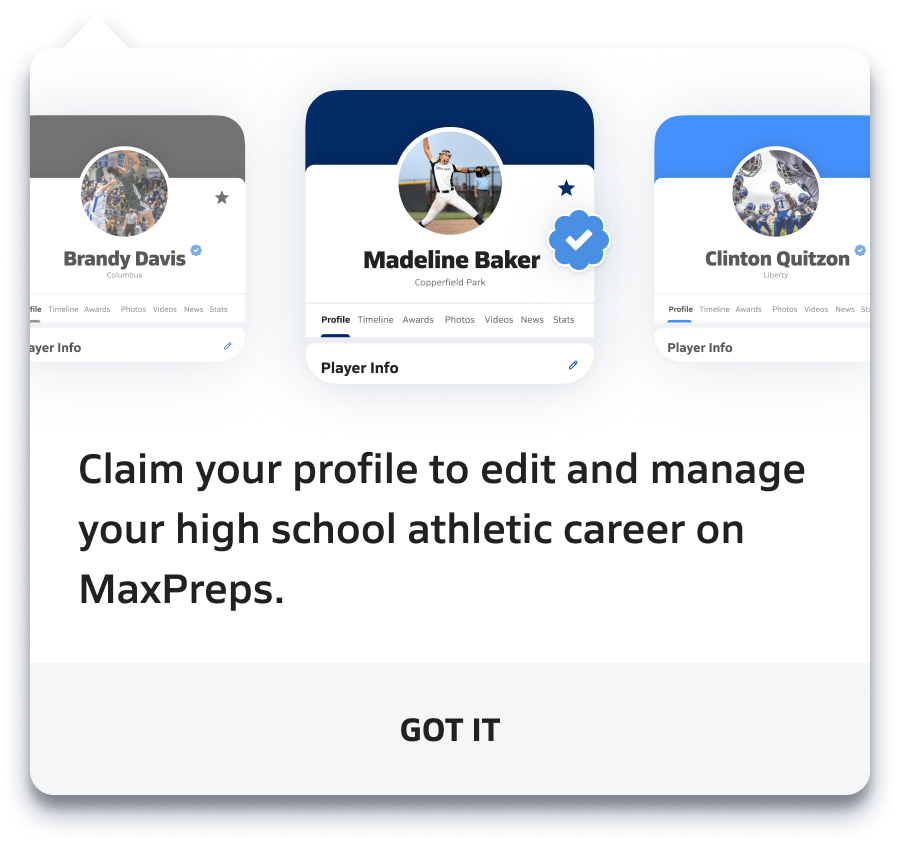 Brandy Davis
Columbus
file Timeline Awards Photos Videos News Stats
ayer Info
Madeline Baker
Copperfield Park
Profile Timeline Awards Photos Videos News Stats
Player Info
Clinton Quitzon
Liberty
Profile Timeline Awards Photos Videos News St
Player Info
Claim your profile to edit and manage
your high school athletic career on
MaxPreps.
GOT IT